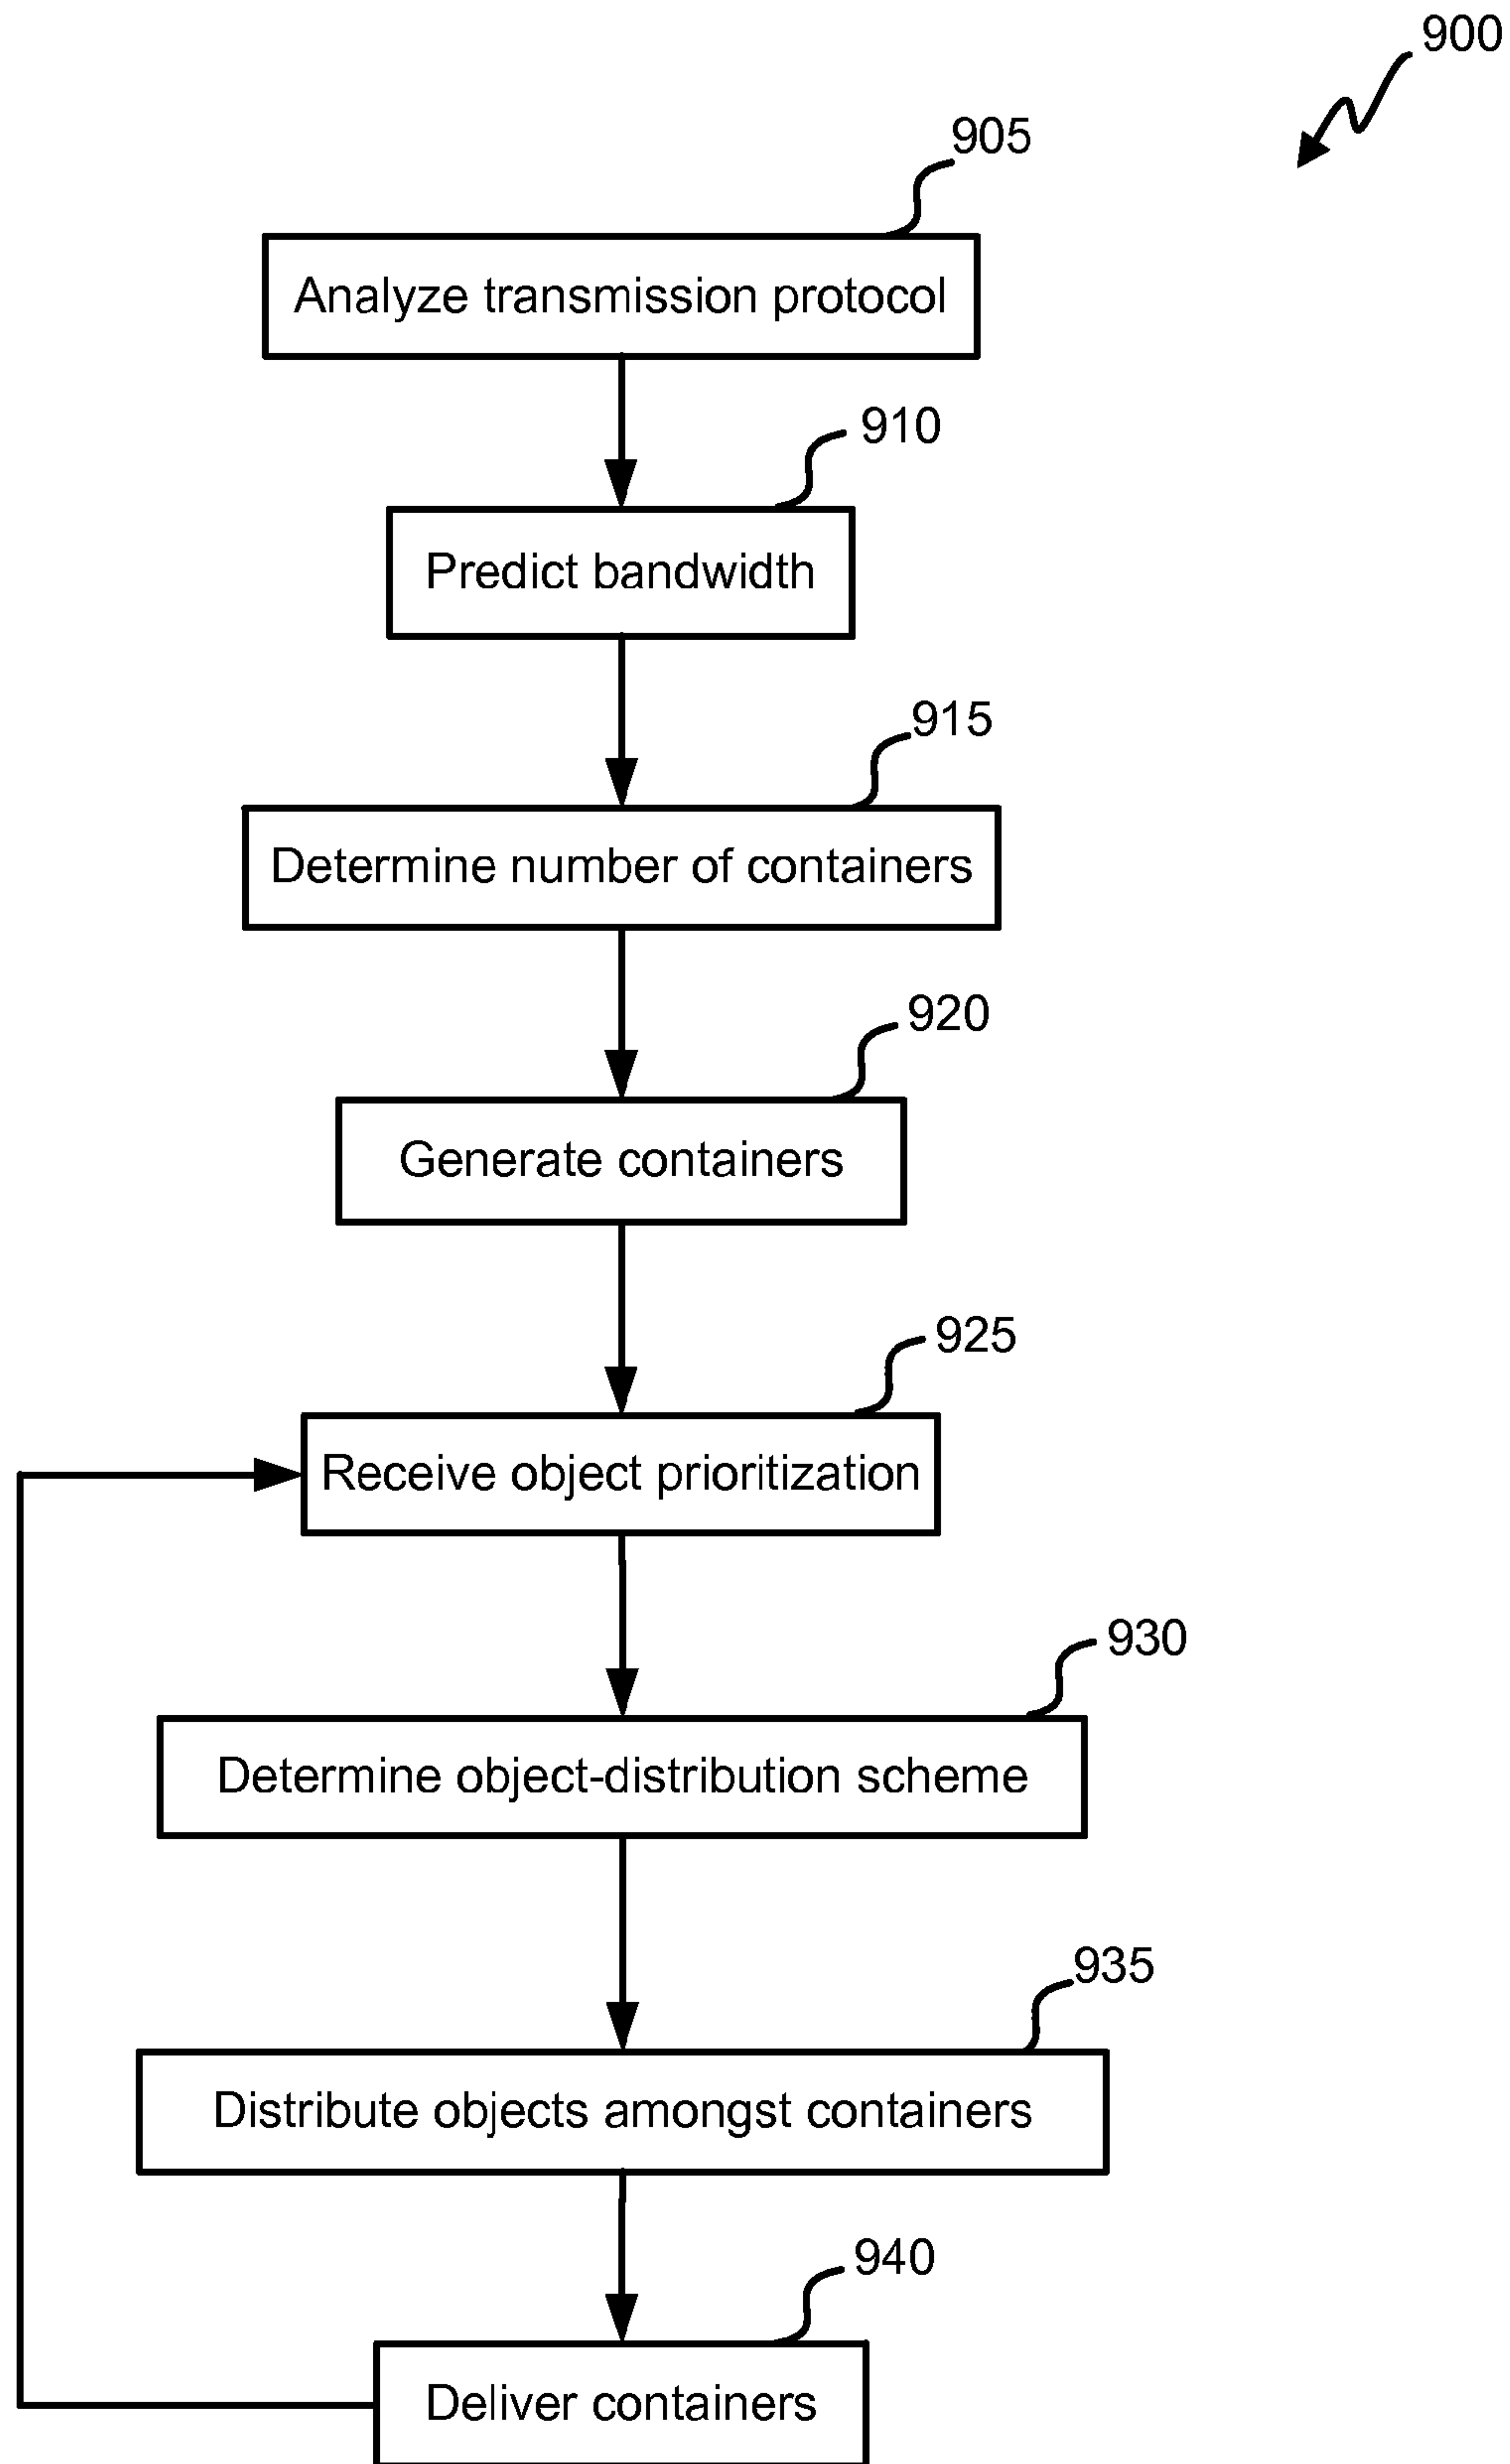 900
905
Analyze transmission protocol
910
Predict bandwidth
915
Determine number of containers
920
Generate containers
925
Receive object prioritization
930
Determine object-distribution scheme
935
Distribute objects amongst containers
940
Deliver containers